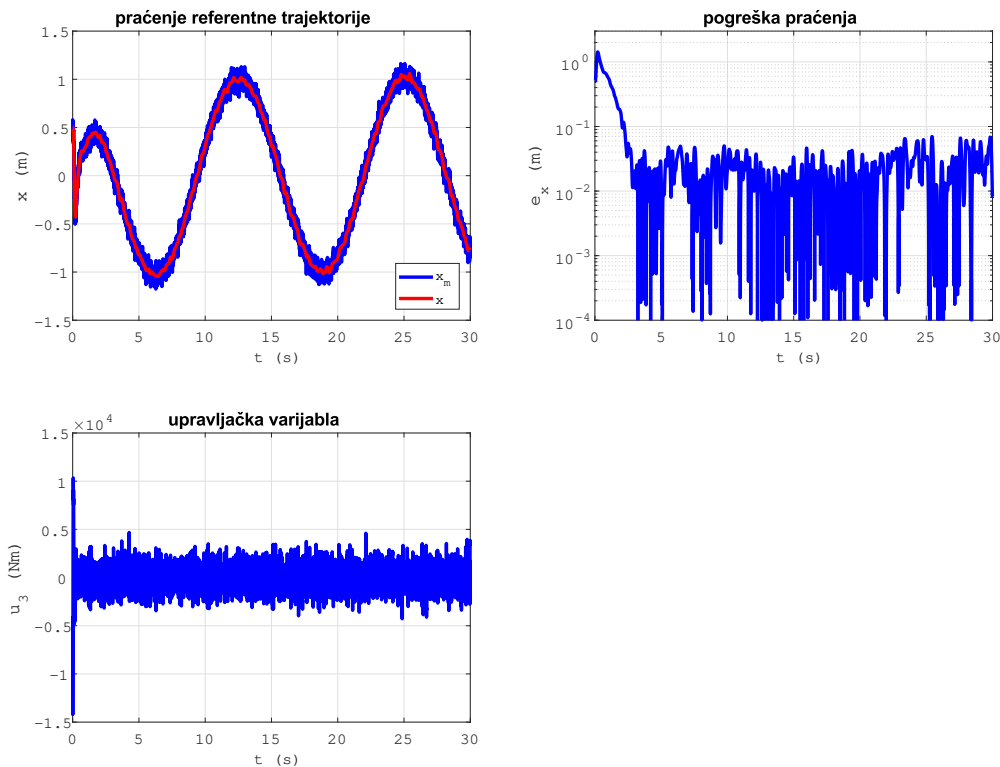 praćenje referentne trajektorije
1.5
1
0.5
0
−0.5
−1
−1.5
x (m)
x_m
x
0 5 10 15 20 25 30
t (s)
pogreška praćenja
10^0
10^−1
10^−2
10^−3
10^−4
e_x (m)
0 5 10 15 20 25 30
t (s)
upravljačka varijabla
×10^4
1.5
1
0.5
0
−0.5
−1
−1.5
u_3 (Nm)
0 5 10 15 20 25 30
t (s)